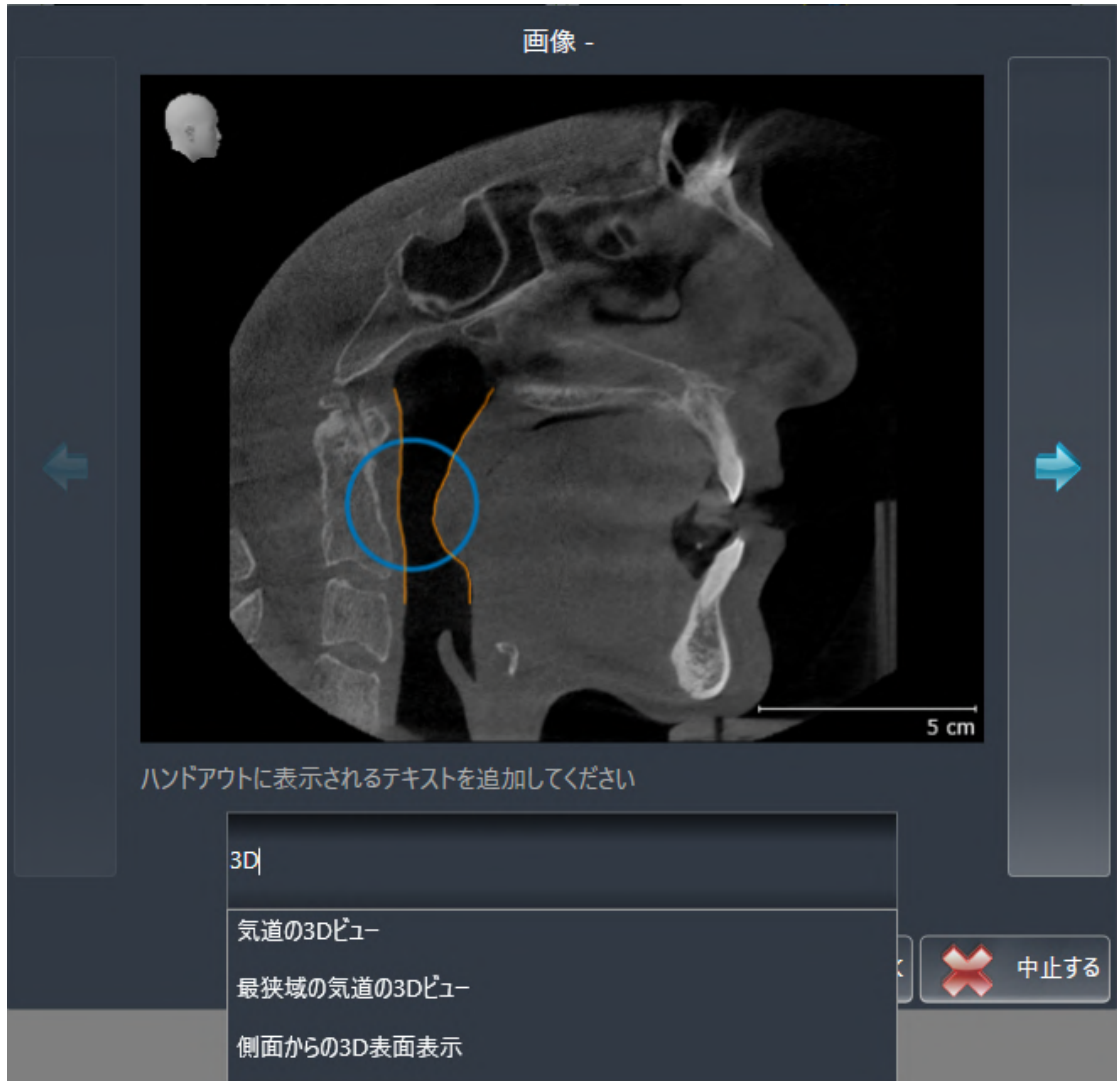 画像 -
5 cm
ハンドアウトに表示されるテキストを追加してください
3D
気道の3Dビュー
最狭域の気道の3Dビュー
側面からの3D表面表示
中止する